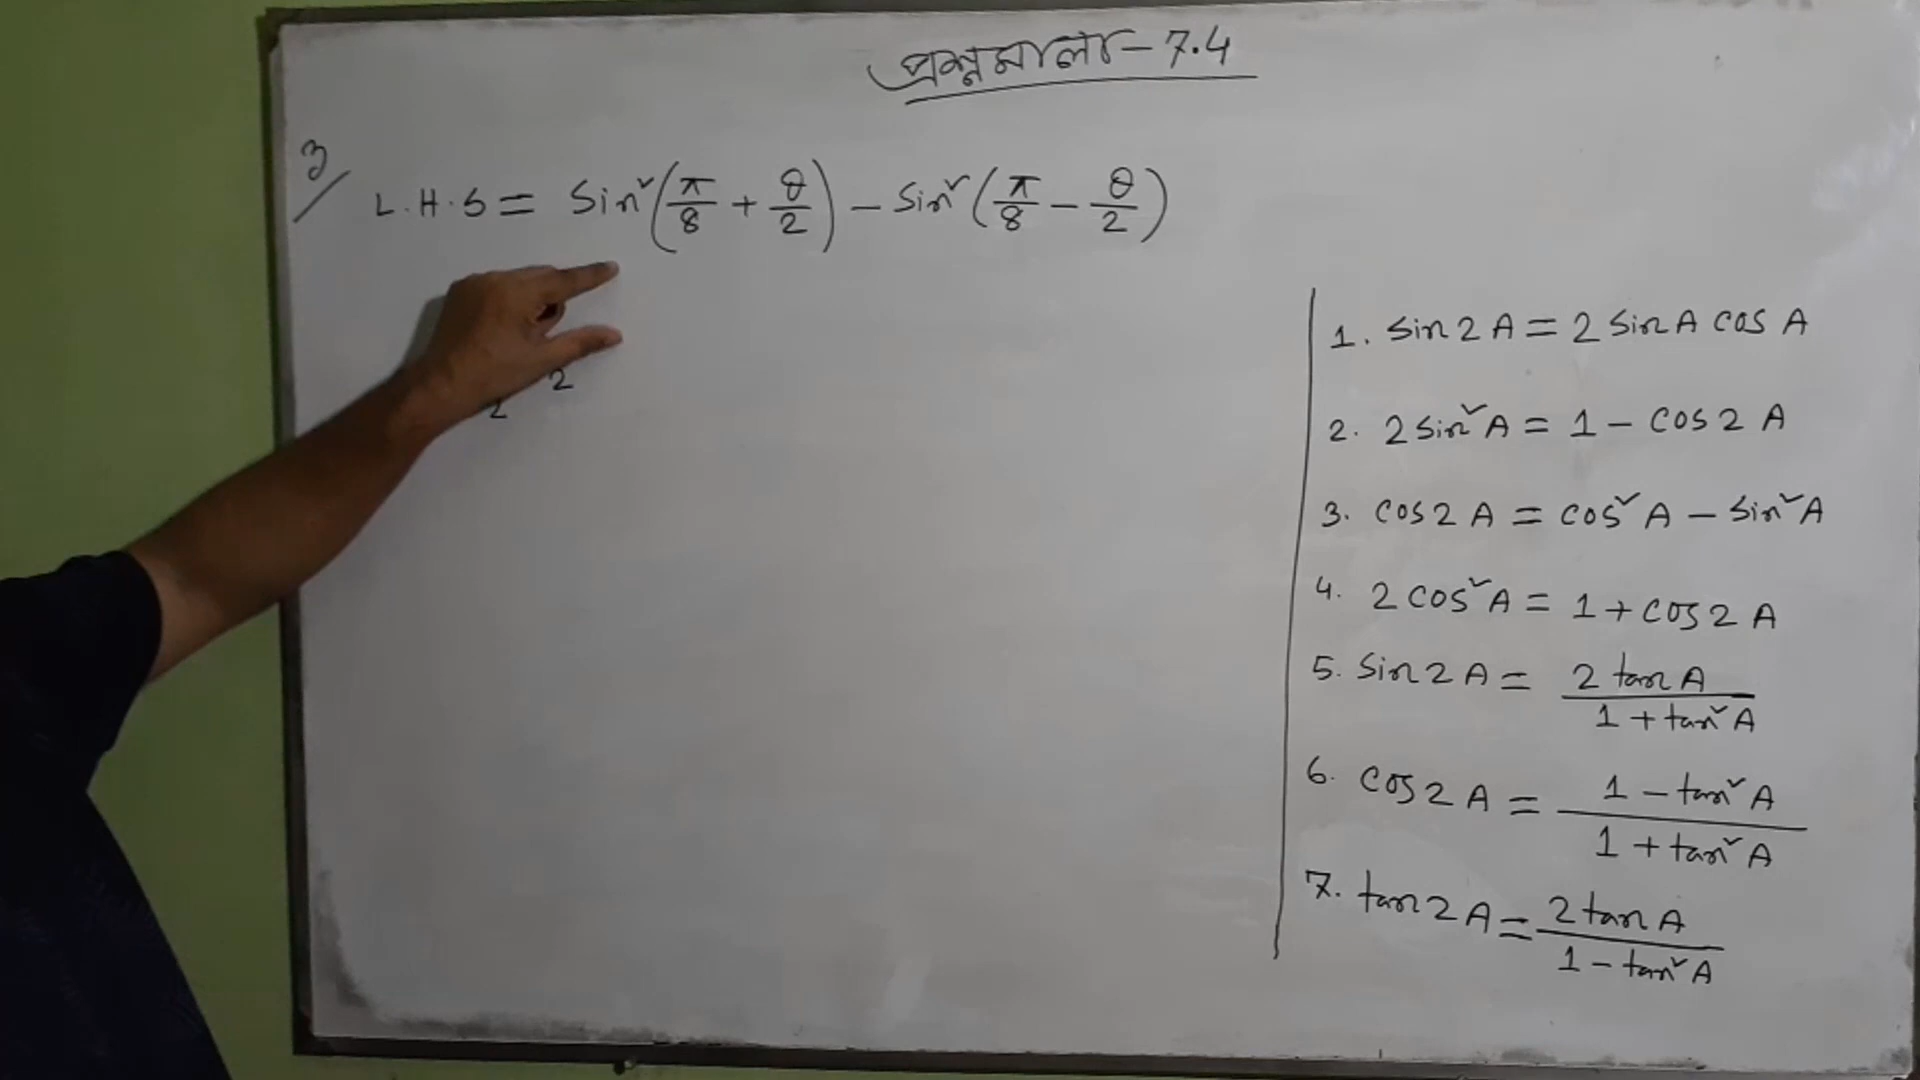 প্রশ্নমালা - 7.4
3/ L.H.S = Sin²(π/8 + θ/2) - Sin²(π/8 - θ/2)
2 2
1. Sin2A = 2 SinA COSA
2. 2Sin²A = 1 - COS2A
3. COS2A = COS²A - Sin²A
4. 2COS²A = 1 + COS2A
5. Sin2A = 2tanA / 1 + tan²A
6. COS2A = 1 - tan²A / 1 + tan²A
7. tan2A = 2tanA / 1 - tan²A